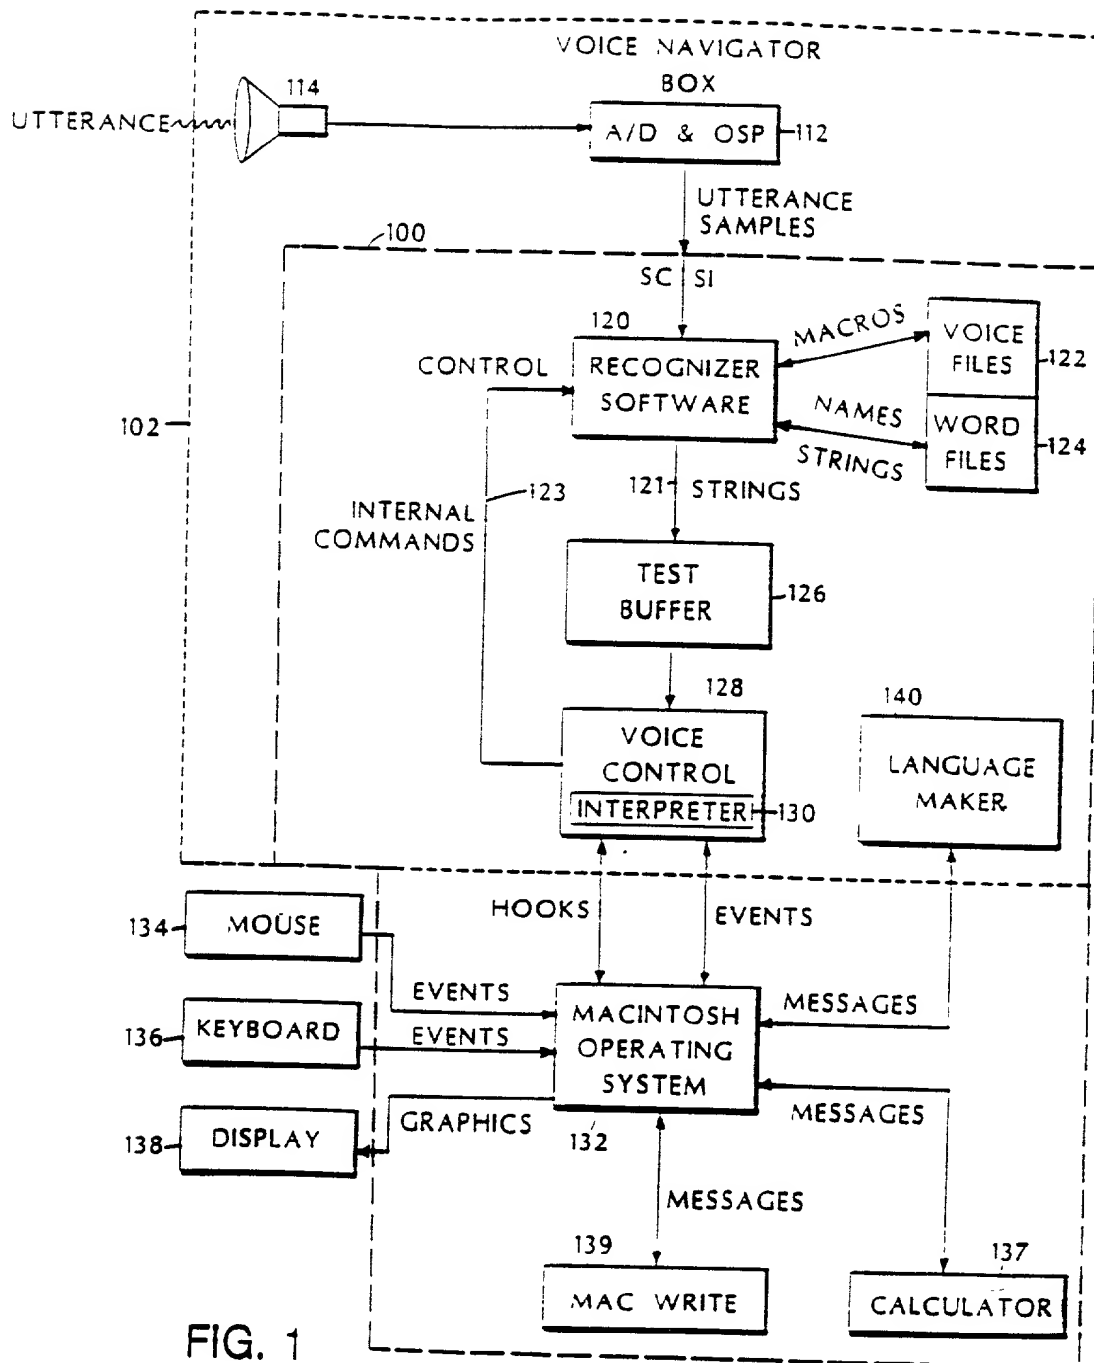 VOICE NAVIGATOR
BOX
114
UTTERANCE
A/D & OSP
112
UTTERANCE
SAMPLES
100
SC SI
120
RECOGNIZER
SOFTWARE
MACROS
VOICE
FILES
122
CONTROL
102
NAMES
STRINGS
WORD
FILES
124
123
121
STRINGS
INTERNAL
COMMANDS
TEST
BUFFER
126
128
VOICE
CONTROL
INTERPRETER
130
140
LANGUAGE
MAKER
HOOKS
EVENTS
134
MOUSE
EVENTS
136
KEYBOARD
EVENTS
MACINTOSH
OPERATING
SYSTEM
132
MESSAGES
MESSAGES
138
DISPLAY
GRAPHICS
MESSAGES
139
MAC WRITE
137
CALCULATOR
FIG. 1